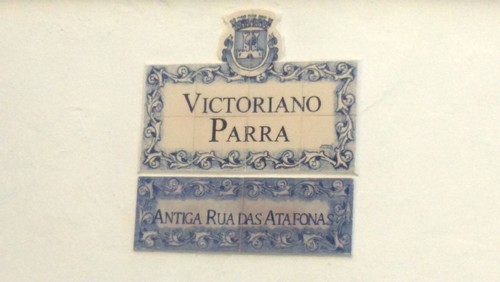 VICTORIANO
PARRA
ANTIGA RUA DAS ATAFONAS